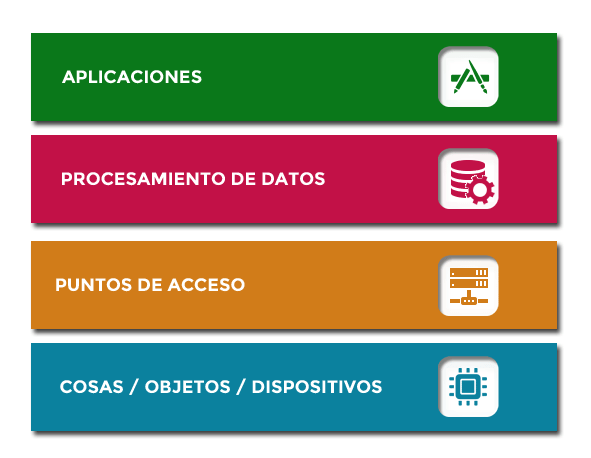 APLICACIONES
PROCESAMIENTO DE DATOS
PUNTOS DE ACCESO
COSAS / OBJETOS / DISPOSITIVOS